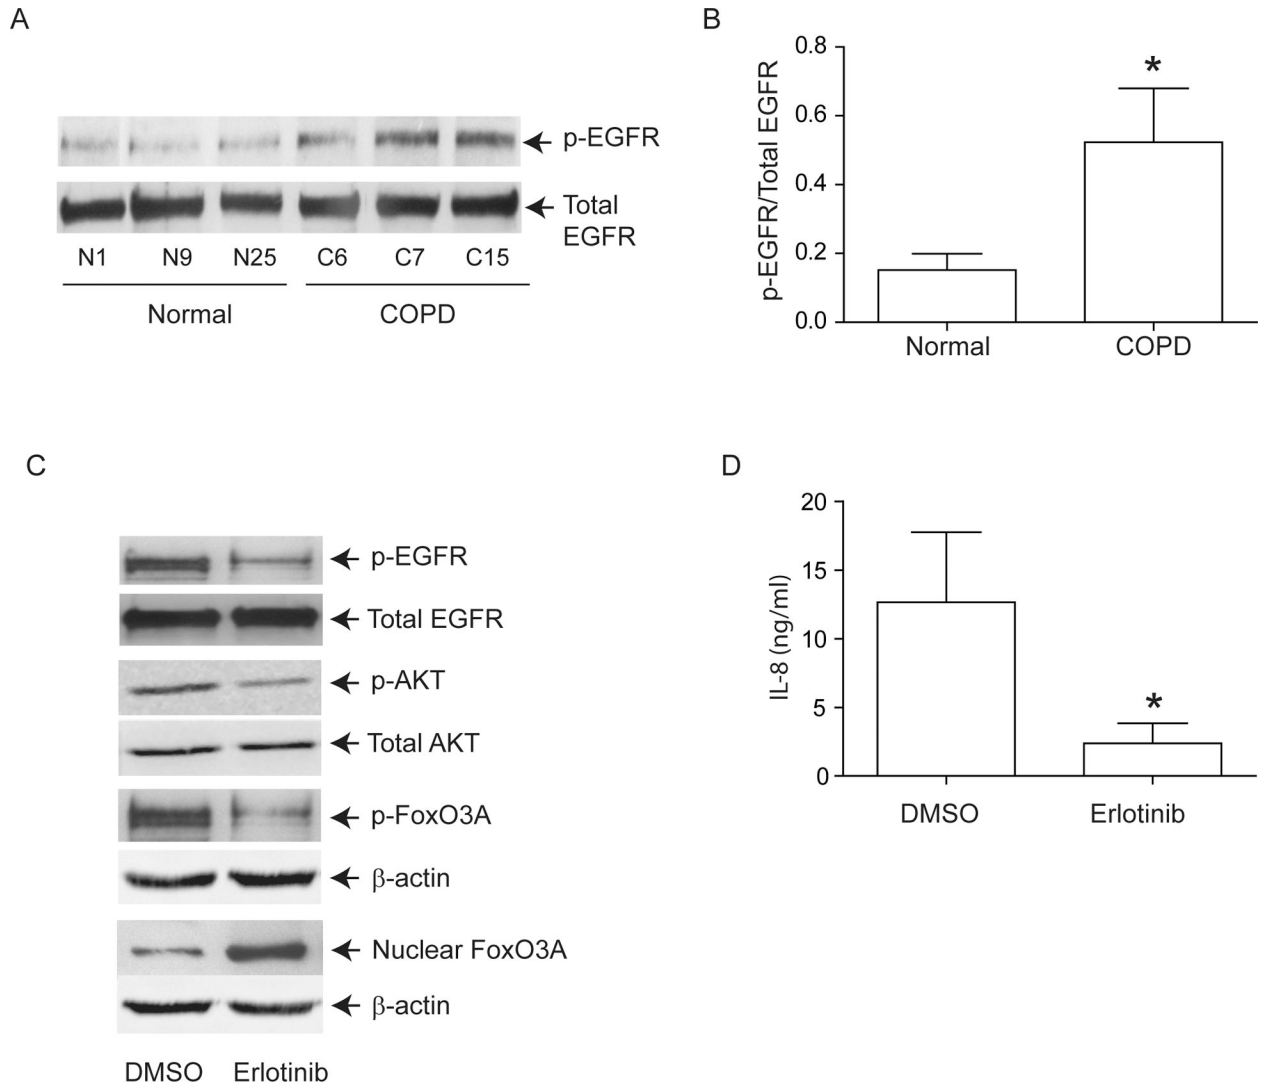 A
p-EGFR
Total
EGFR
N1 N9 N25 C6 C7 C15
Normal COPD
B
p-EGFR/Total EGFR
0.8
0.6
0.4
0.2
0.0
*
Normal COPD
C
p-EGFR
Total EGFR
p-AKT
Total AKT
p-FoxO3A
β-actin
Nuclear FoxO3A
β-actin
DMSO Erlotinib
D
IL-8 (ng/ml)
20
15
10
5
0
*
DMSO Erlotinib